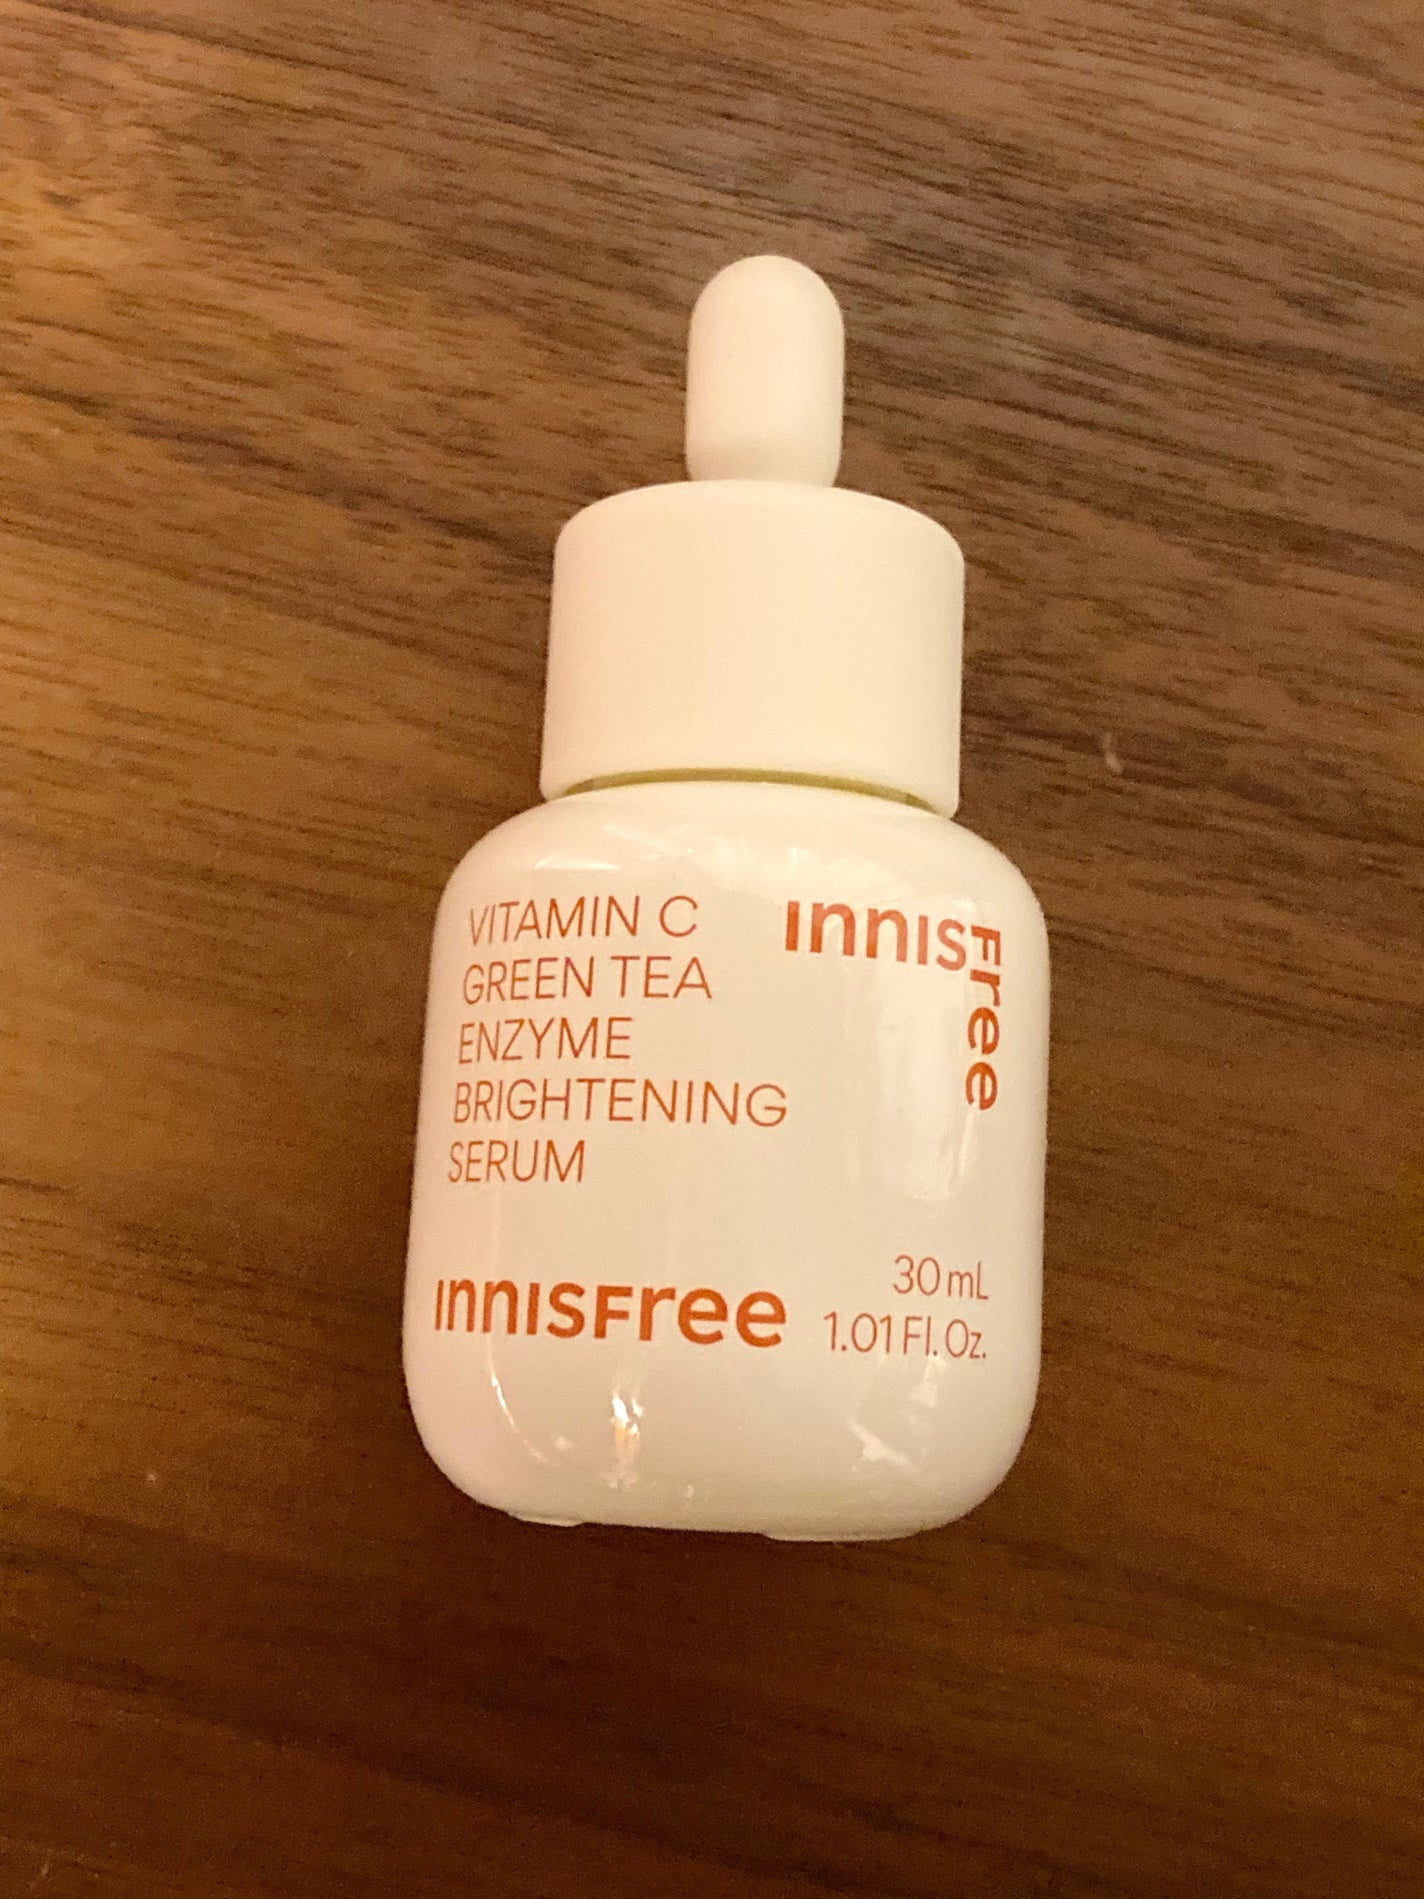 VITAMIN C
GREEN TEA
ENZYME
BRIGHTENING
SERUM
INNISFree
INNISFree
30 mL
1.01 Fl. Oz.